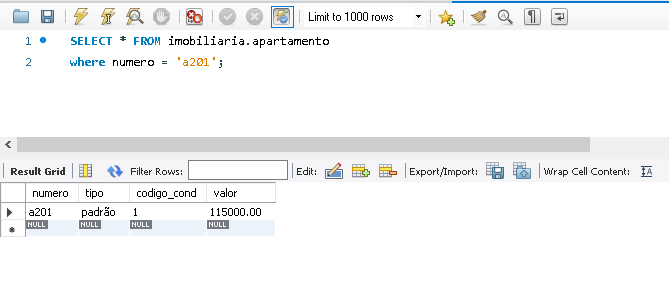 Limit to 1000 rows
1 SELECT * FROM imobiliaria.apartamento
2 where numero = 'a201';
Result Grid Filter Rows: Edit: Export/Import: Wrap Cell Content: IA
numero tipo codigo_cond valor
a201 padrão 1 115000.00
NULL NULL NULL NULL